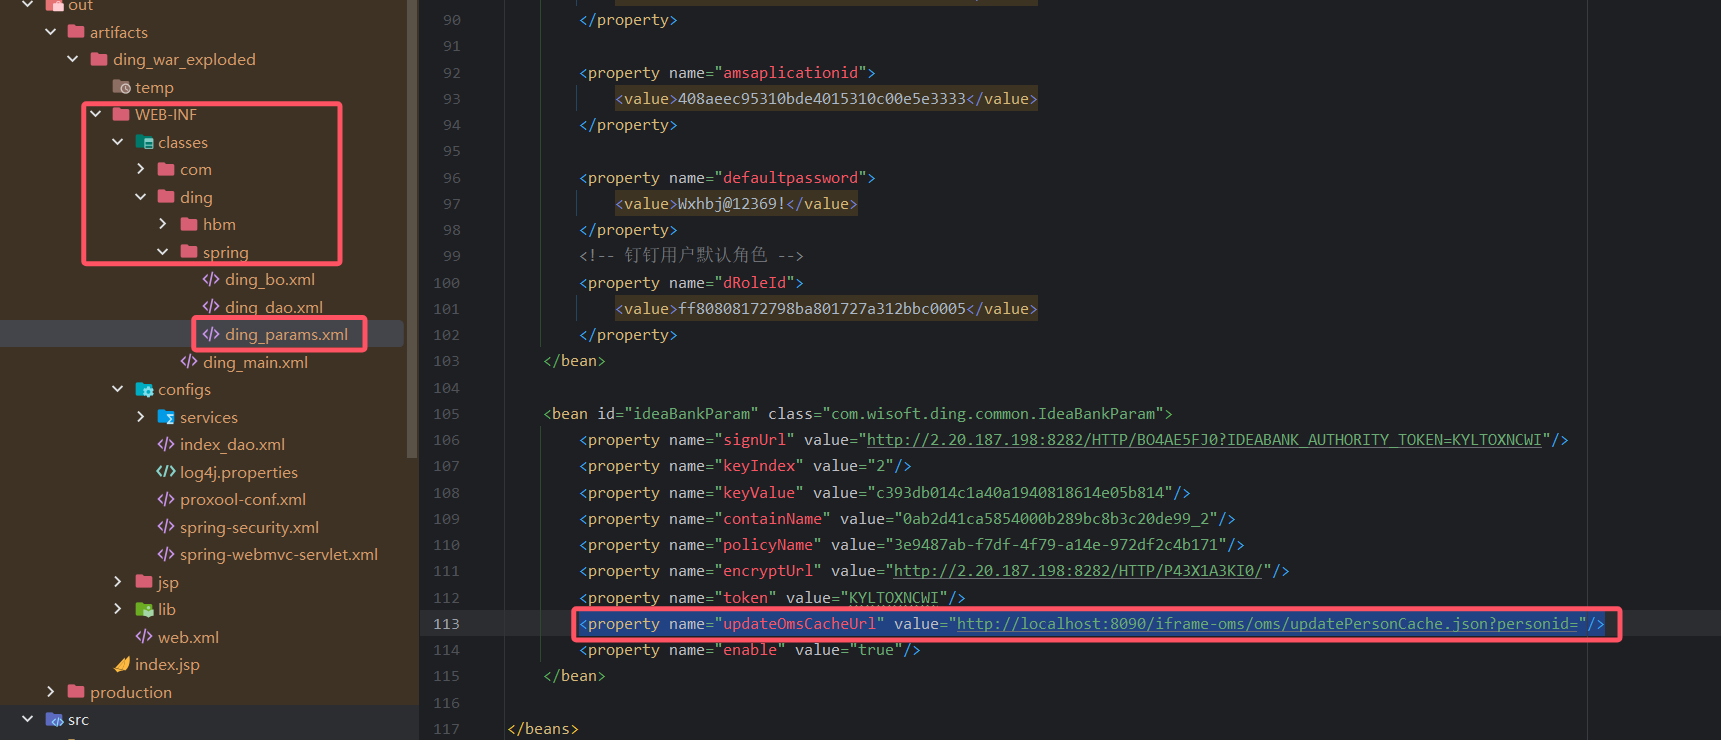 out
artifacts
ding_war_exploded
temp
WEB-INF
classes
com
ding
hbm
spring
ding_bo.xml
ding_dao.xml
ding_params.xml
ding_main.xml
configs
services
index_dao.xml
log4j.properties
proxool-conf.xml
spring-security.xml
spring-webmvc-servlet.xml
jsp
lib
web.xml
index.jsp
production
src
90 </property>
91
92 <property name="amsaplicationid">
93 <value>408aeec95310bde4015310c00e5e3333</value>
94 </property>
95
96 <property name="defaultpassword">
97 <value>Wxhbj@12369!</value>
98 </property>
99 <!-- 钉钉用户默认角色 -->
100 <property name="dRoleId">
101 <value>ff80808172798ba801727a312bbc0005</value>
102 </property>
103 </bean>
104
105 <bean id="ideaBankParam" class="com.wisoft.ding.common.IdeaBankParam">
106 <property name="signUrl" value="http://2.20.187.198:8282/HTTP/BO4AE5FJ0?IDEABANK_AUTHORITY_TOKEN=KYLTOXNCWI"/>
107 <property name="keyIndex" value="2"/>
108 <property name="keyValue" value="c393db014c1a40a1940818614e05b814"/>
109 <property name="containName" value="0ab2d41ca5854000b289bc8b3c20de99_2"/>
110 <property name="policyName" value="3e9487ab-f7df-4f79-a14e-972df2c4b171"/>
111 <property name="encryptUrl" value="http://2.20.187.198:8282/HTTP/P43X1A3KI0/"/>
112 <property name="token" value="KYLTOXNCWI"/>
113 <property name="updateOmsCacheUrl" value="http://localhost:8090/iframe-oms/oms/updatePersonCache.json?personid="/>
114 <property name="enable" value="true"/>
115 </bean>
116
117 </beans>